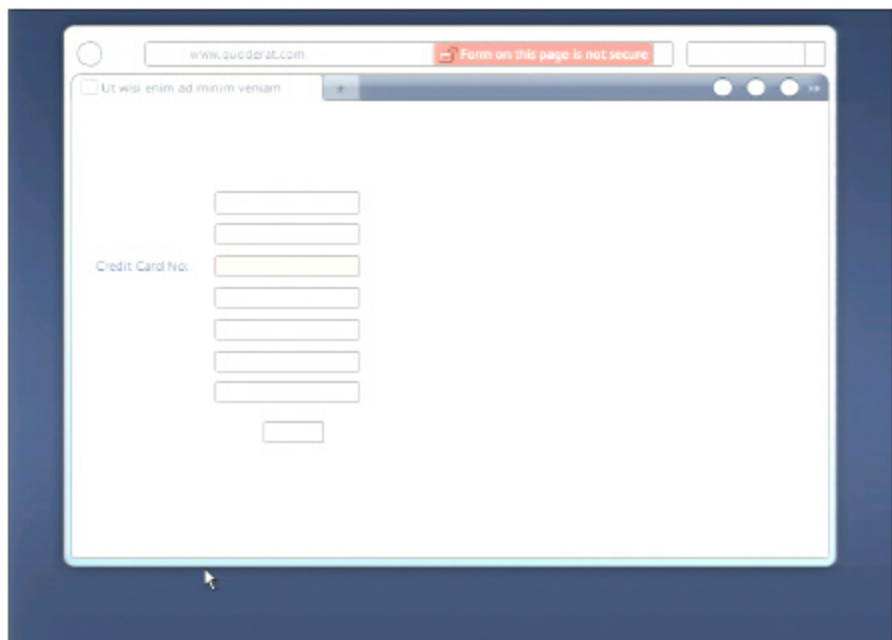 www.quoderat.com
Form on this page is not secure
Ut wisi enim ad minim veniam
+
»
Credit Card No: